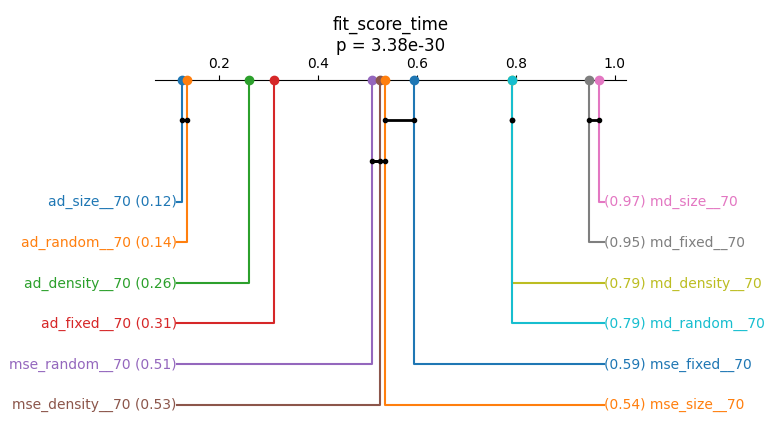 fit_score_time
p = 3.38e-30
0.2 0.4 0.6 0.8 1.0
ad_size__70 (0.12) (0.97) md_size__70
ad_random__70 (0.14) (0.95) md_fixed__70
ad_density__70 (0.26) (0.79) md_density__70
ad_fixed__70 (0.31) (0.79) md_random__70
mse_random__70 (0.51) (0.59) mse_fixed__70
mse_density__70 (0.53) (0.54) mse_size__70